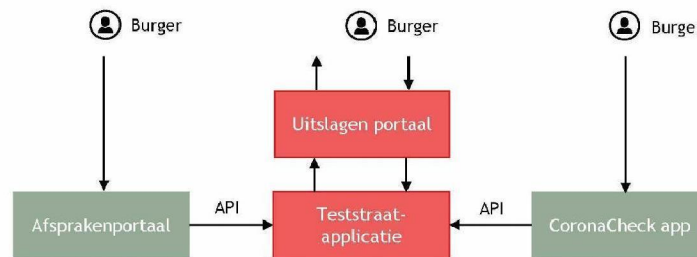 Burger
Burger
Burge
Uitslagen portaal
Afsprakenportaal
API
Teststraat-
applicatie
API
CoronaCheck app